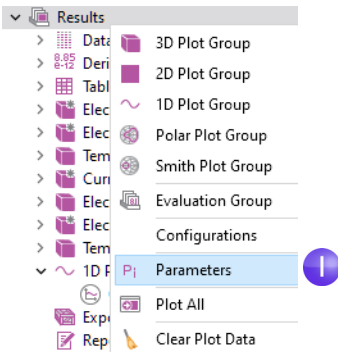 Results
Data
3D Plot Group
8.85
e-12
Deri
2D Plot Group
Tabl
1D Plot Group
Elec
Polar Plot Group
Elec
Smith Plot Group
Tem
Curr
Evaluation Group
Elec
Configurations
Elec
Tem
1D P
Pi Parameters
Plot All
Expo
Rep
Clear Plot Data